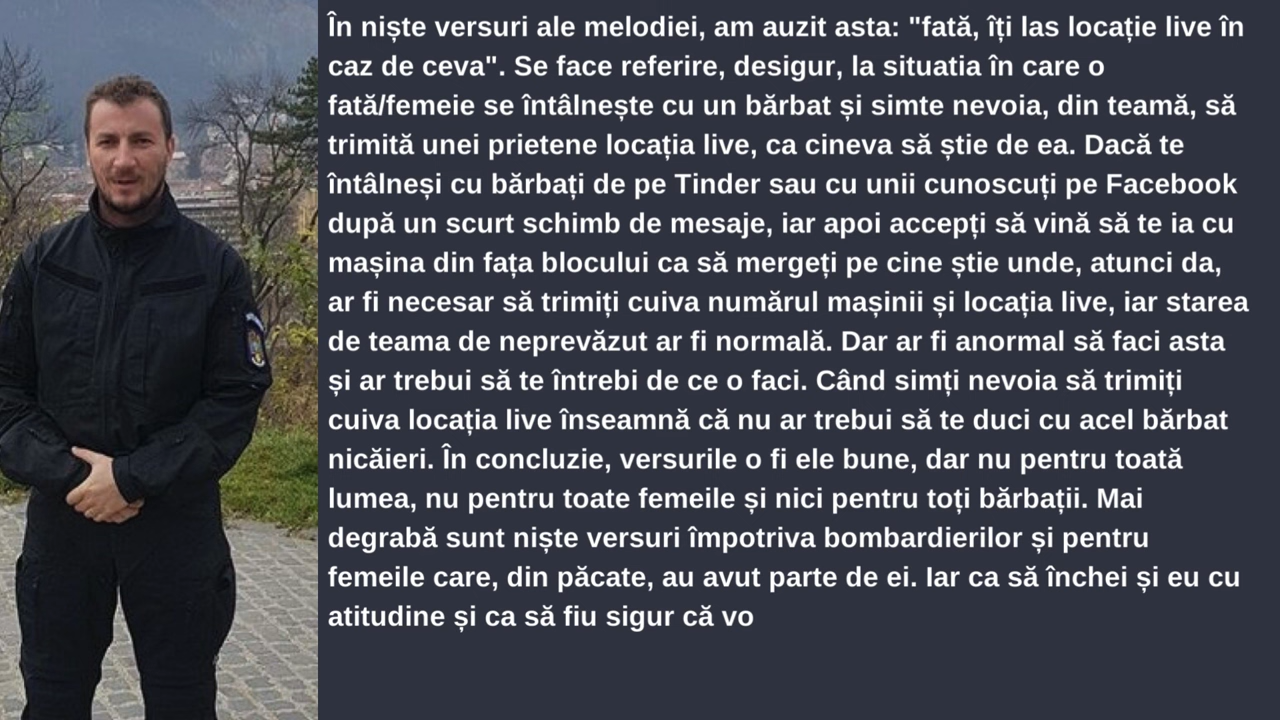 În niște versuri ale melodiei, am auzit asta: "fată, îți las locație live în
caz de ceva". Se face referire, desigur, la situatia în care o
fată/femeie se întâlnește cu un bărbat și simte nevoia, din teamă, să
trimită unei prietene locația live, ca cineva să știe de ea. Dacă te
întâlneși cu bărbați de pe Tinder sau cu unii cunoscuți pe Facebook
după un scurt schimb de mesaje, iar apoi accepți să vină să te ia cu
mașina din fața blocului ca să mergeți pe cine știe unde, atunci da,
ar fi necesar să trimiți cuiva numărul mașinii și locația live, iar starea
de teama de neprevăzut ar fi normală. Dar ar fi anormal să faci asta
și ar trebui să te întrebi de ce o faci. Când simți nevoia să trimiți
cuiva locația live înseamnă că nu ar trebui să te duci cu acel bărbat
nicăieri. În concluzie, versurile o fi ele bune, dar nu pentru toată
lumea, nu pentru toate femeile și nici pentru toți bărbații. Mai
degrabă sunt niște versuri împotriva bombardierilor și pentru
femeile care, din păcate, au avut parte de ei. Iar ca să închei și eu cu
atitudine și ca să fiu sigur că vo